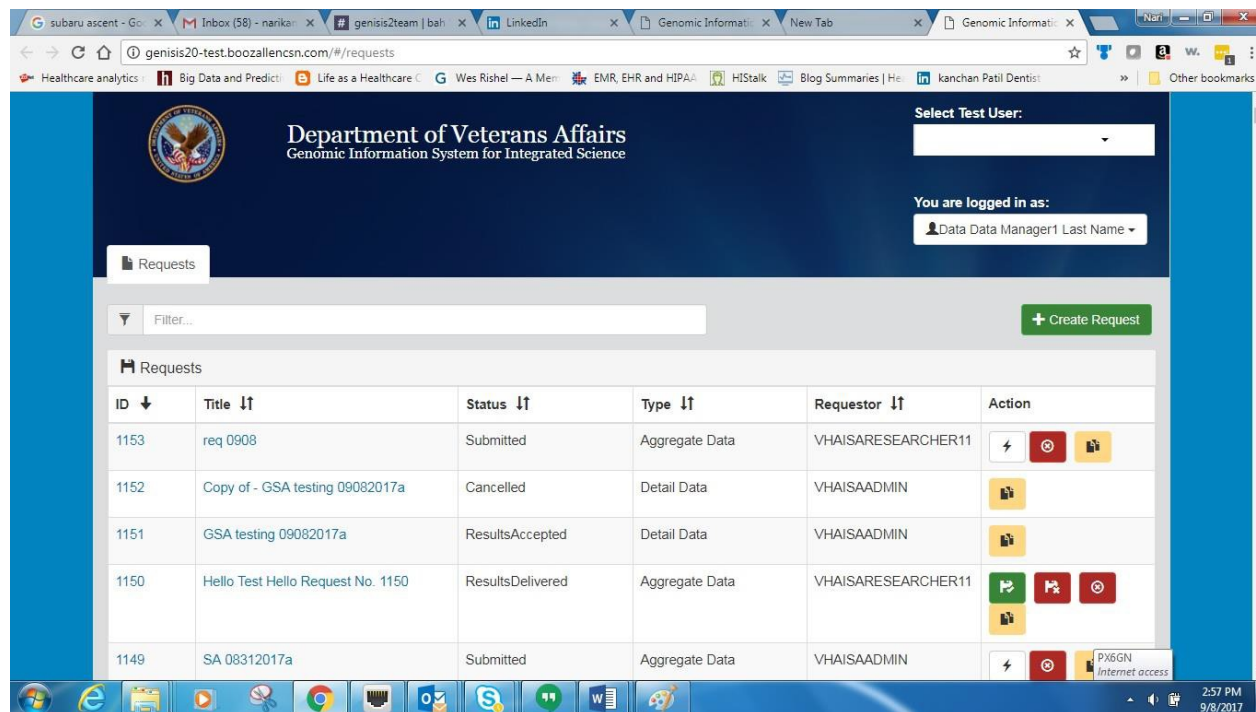 subaru ascent - Go
Inbox (58) - narikan
genisis2team | bah
LinkedIn
Genomic Informati
New Tab
Genomic Informatic
Nari
genisis20-test.boozallencsn.com/#/requests
w.
1
Healthcare analytics
Big Data and Predicti
Life as a Healthcare C
Wes Rishel — A Mem
EMR, EHR and HIPAA
HIStalk
Blog Summaries | He
kanchan Patil Dentist
»
Other bookmarks
Department of Veterans Affairs
Genomic Information System for Integrated Science
Select Test User:
You are logged in as:
Data Data Manager1 Last Name
Requests
Filter...
+ Create Request
Requests
ID Title Status Type Requestor Action
1153 req 0908 Submitted Aggregate Data VHAISARESEARCHER11
1152 Copy of - GSA testing 09082017a Cancelled Detail Data VHAISAADMIN
1151 GSA testing 09082017a ResultsAccepted Detail Data VHAISAADMIN
1150 Hello Test Hello Request No. 1150 ResultsDelivered Aggregate Data VHAISARESEARCHER11
1149 SA 08312017a Submitted Aggregate Data VHAISAADMIN
PX6GN
Internet access
2:57 PM
9/8/2017